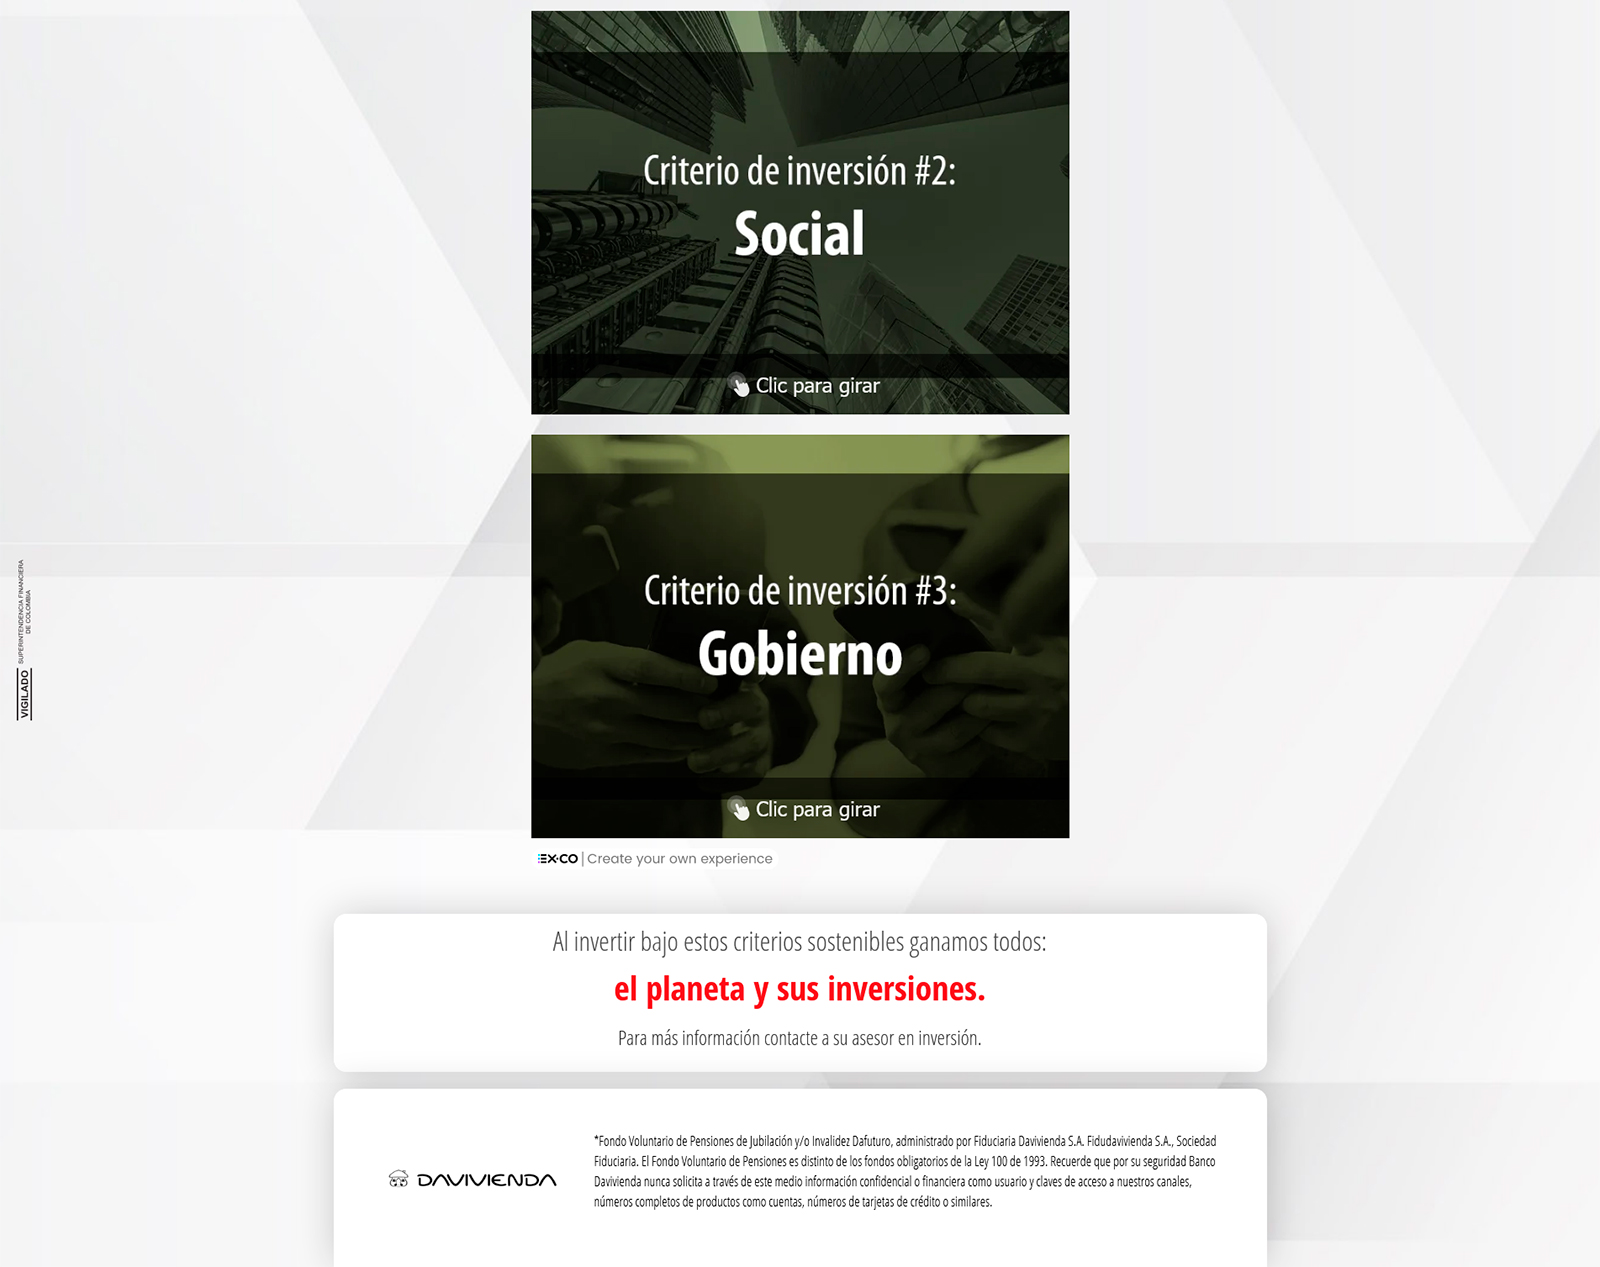 Criterio de inversión #2:
Social
Clic para girar
Criterio de inversión #3:
Gobierno
Clic para girar
VIGILADO
SUPERINTENDENCIA FINANCIERA
DE COLOMBIA
EX•CO | Create your own experience
Al invertir bajo estos criterios sostenibles ganamos todos:
el planeta y sus inversiones.
Para más información contacte a su asesor en inversión.
DAVIVIENDA
*Fondo Voluntario de Pensiones de Jubilación y/o Invalidez Dafuturo, administrado por Fiduciaria Davivienda S.A. Fidudavivienda S.A., Sociedad
Fiduciaria. El Fondo Voluntario de Pensiones es distinto de los fondos obligatorios de la Ley 100 de 1993. Recuerde que por su seguridad Banco
Davivienda nunca solicita a través de este medio información confidencial o financiera como usuario y claves de acceso a nuestros canales,
números completos de productos como cuentas, números de tarjetas de crédito o similares.